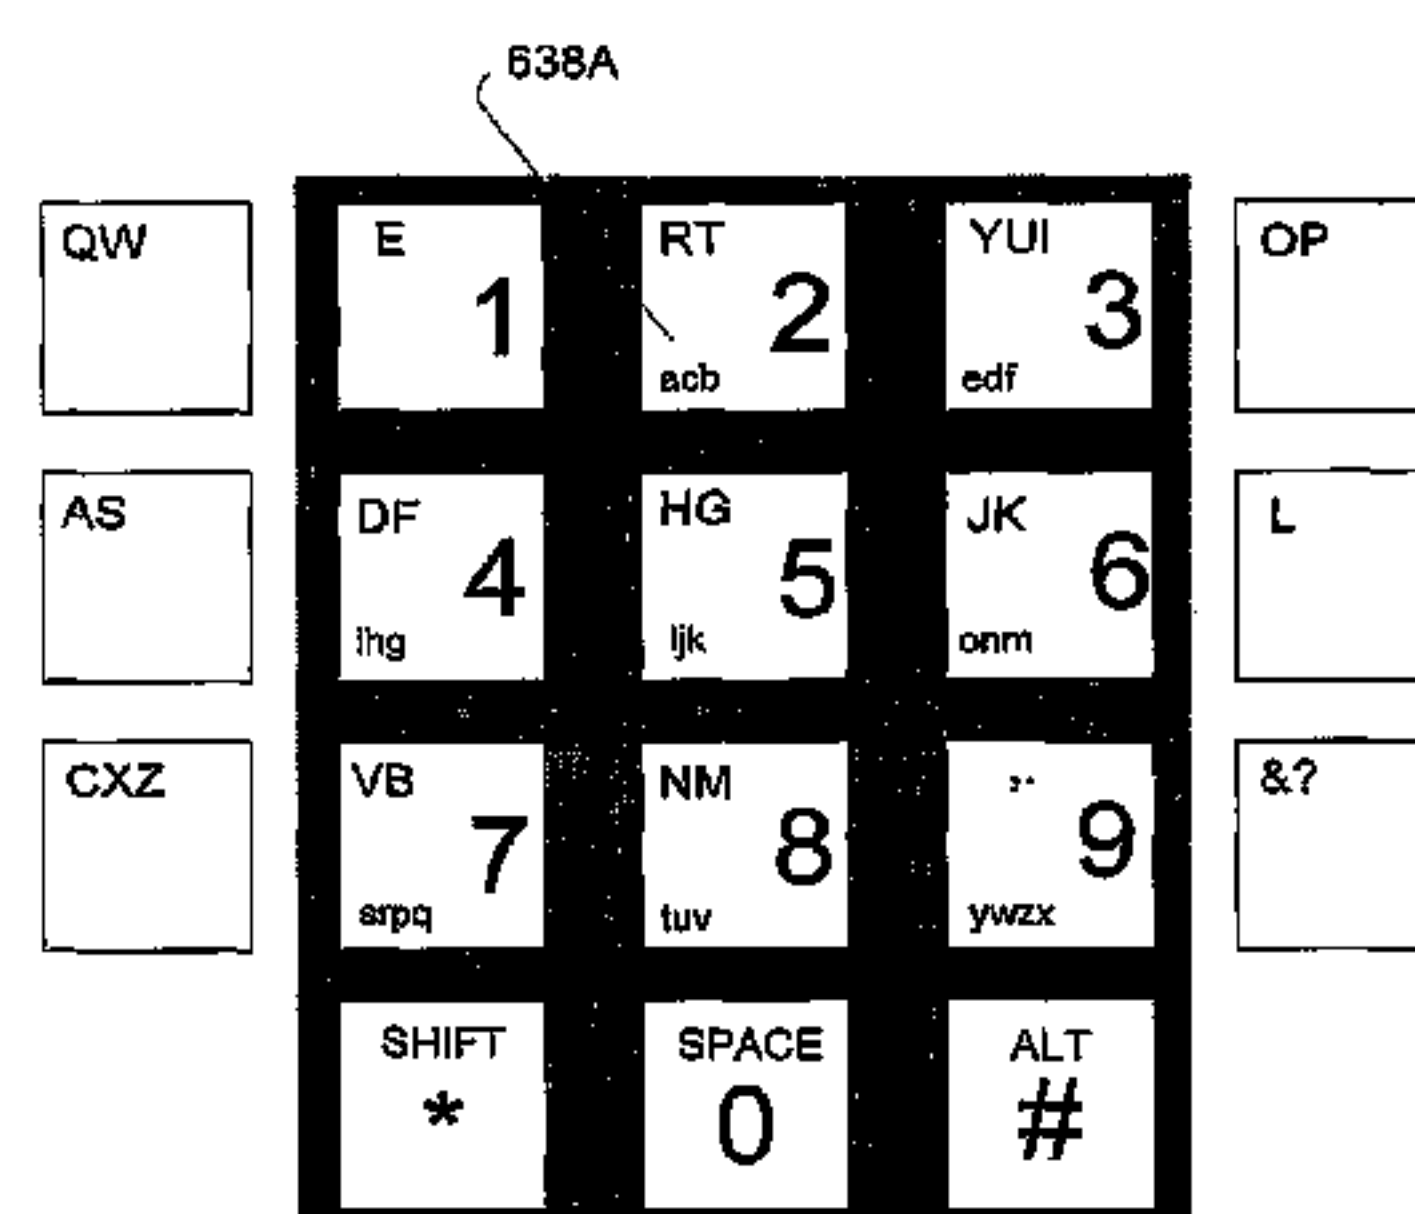 638A
QW E RT YUI OP
1 2 3
acb edf
AS DF HG JK L
4 5 6
ihg ljk onm
CXZ VB NM &?
7 8 9
srpq tuv ywzx
SHIFT SPACE ALT
* 0 #